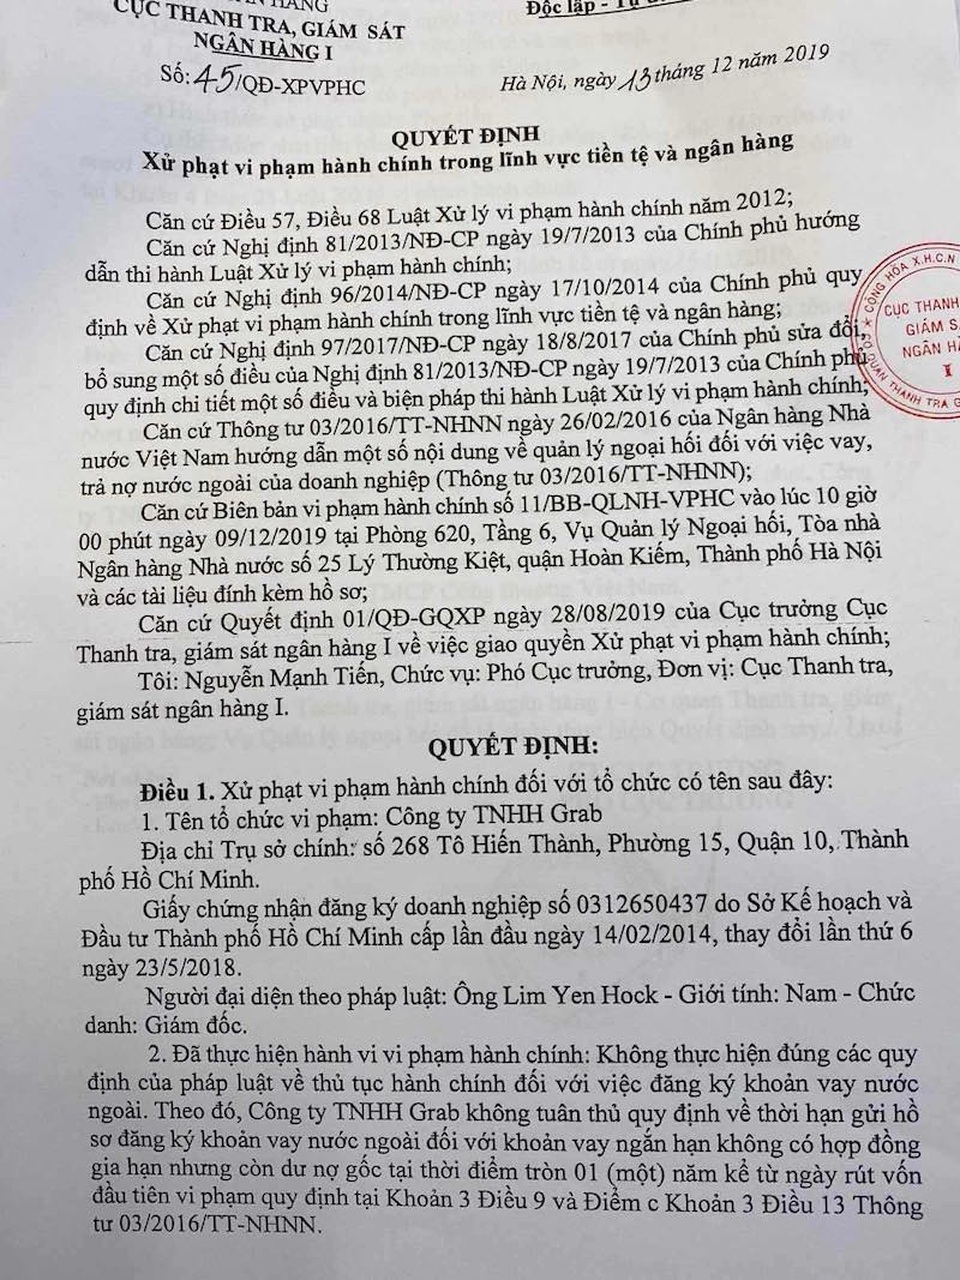 HÀNG
Độc lập - Tự
CỤC THANH TRA, GIÁM SÁT
NGÂN HÀNG I
Số: 45/QĐ-XPVPHC
Hà Nội, ngày 13 tháng 12 năm 2019
QUYẾT ĐỊNH
Xử phạt vi phạm hành chính trong lĩnh vực tiền tệ và ngân hàng
Căn cứ Điều 57, Điều 68 Luật Xử lý vi phạm hành chính năm 2012;
Căn cứ Nghị định 81/2013/NĐ-CP ngày 19/7/2013 của Chính phủ hướng
dẫn thi hành Luật Xử lý vi phạm hành chính;
Căn cứ Nghị định 96/2014/NĐ-CP ngày 17/10/2014 của Chính phủ quy
định về Xử phạt vi phạm hành chính trong lĩnh vực tiền tệ và ngân hàng;
Căn cứ Nghị định 97/2017/NĐ-CP ngày 18/8/2017 của Chính phủ sửa đổi,
bổ sung một số điều của Nghị định 81/2013/NĐ-CP ngày 19/7/2013 của Chính phủ
quy định chi tiết một số điều và biện pháp thi hành Luật Xử lý vi phạm hành chính;
Căn cứ Thông tư 03/2016/TT-NHNN ngày 26/02/2016 của Ngân hàng Nhà
nước Việt Nam hướng dẫn một số nội dung về quản lý ngoại hối đối với việc vay,
trả nợ nước ngoài của doanh nghiệp (Thông tư 03/2016/TT-NHNN);
Căn cứ Biên bản vi phạm hành chính số 11/BB-QLNH-VPHC vào lúc 10 giờ
00 phút ngày 09/12/2019 tại Phòng 620, Tầng 6, Vụ Quản lý Ngoại hối, Tòa nhà
Ngân hàng Nhà nước số 25 Lý Thường Kiệt, quận Hoàn Kiếm, Thành phố Hà Nội
và các tài liệu đính kèm hồ sơ;
Căn cứ Quyết định 01/QĐ-GQXP ngày 28/08/2019 của Cục trưởng Cục
Thanh tra, giám sát ngân hàng I về việc giao quyền Xử phạt vi phạm hành chính;
Tôi: Nguyễn Mạnh Tiến, Chức vụ: Phó Cục trưởng, Đơn vị: Cục Thanh tra,
giám sát ngân hàng I.
QUYẾT ĐỊNH:
Điều 1. Xử phạt vi phạm hành chính đối với tổ chức có tên sau đây:
1. Tên tổ chức vi phạm: Công ty TNHH Grab
Địa chỉ Trụ sở chính: số 268 Tô Hiến Thành, Phường 15, Quận 10, Thành
phố Hồ Chí Minh.
Giấy chứng nhận đăng ký doanh nghiệp số 0312650437 do Sở Kế hoạch và
Đầu tư Thành phố Hồ Chí Minh cấp lần đầu ngày 14/02/2014, thay đổi lần thứ 6
ngày 23/5/2018.
Người đại diện theo pháp luật: Ông Lim Yen Hock - Giới tính: Nam - Chức
danh: Giám đốc.
2. Đã thực hiện hành vi vi phạm hành chính: Không thực hiện đúng các quy
định của pháp luật về thủ tục hành chính đối với việc đăng ký khoản vay nước
ngoài. Theo đó, Công ty TNHH Grab không tuân thủ quy định về thời hạn gửi hồ
sơ đăng ký khoản vay nước ngoài đối với khoản vay ngắn hạn không có hợp đồng
gia hạn nhưng còn dư nợ gốc tại thời điểm tròn 01 (một) năm kể từ ngày rút vốn
đầu tiên vi phạm quy định tại Khoản 3 Điều 9 và Điểm c Khoản 3 Điều 13 Thông
tư 03/2016/TT-NHNN.
CỘNG HÒA X.H.C.N
CỤC THANH
GIÁM S
NGÂN H
I
QUAN THANH TRA G